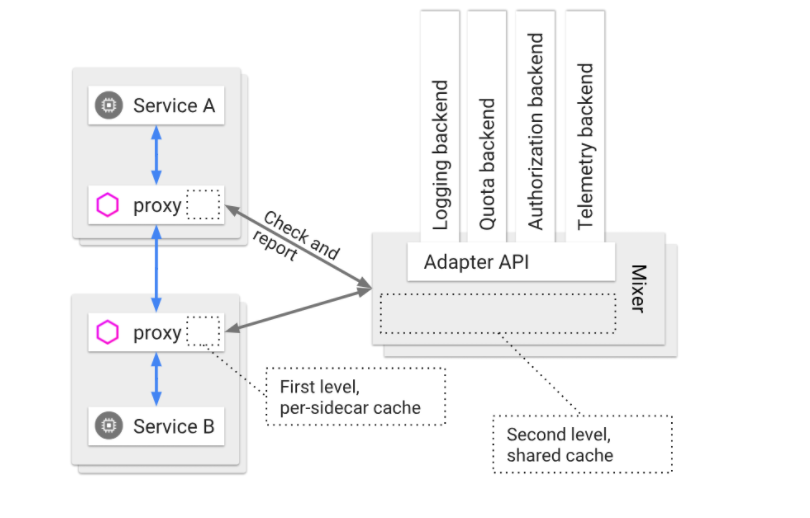 Service A
proxy
Check and
report
proxy
Service B
First level,
per-sidecar cache
Logging backend
Quota backend
Authorization backend
Telemetry backend
Adapter API
Mixer
Second level,
shared cache